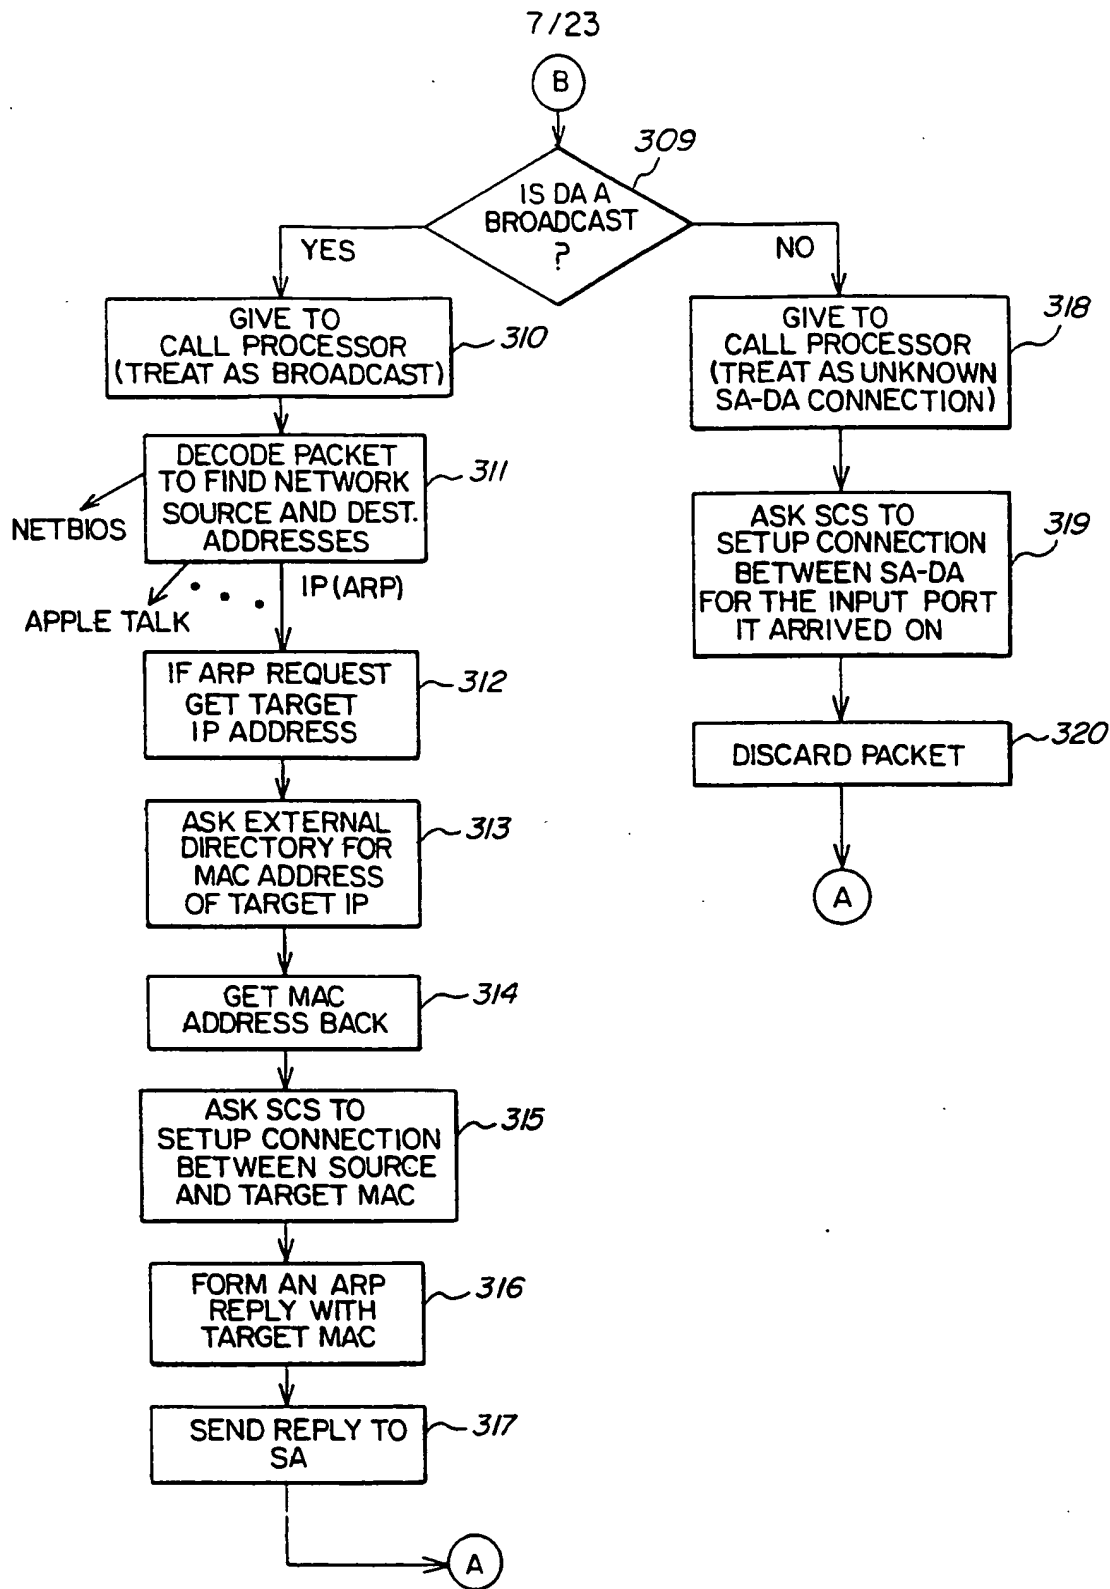 7/23
B
309
IS DA A
BROADCAST
?
YES
NO
GIVE TO
CALL PROCESSOR
(TREAT AS BROADCAST)
310
DECODE PACKET
TO FIND NETWORK
SOURCE AND DEST.
ADDRESSES
311
NETBIOS
APPLE TALK
IP (ARP)
IF ARP REQUEST
GET TARGET
IP ADDRESS
312
ASK EXTERNAL
DIRECTORY FOR
MAC ADDRESS
OF TARGET IP
313
GET MAC
ADDRESS BACK
314
ASK SCS TO
SETUP CONNECTION
BETWEEN SOURCE
AND TARGET MAC
315
FORM AN ARP
REPLY WITH
TARGET MAC
316
SEND REPLY TO
SA
317
A
GIVE TO
CALL PROCESSOR
(TREAT AS UNKNOWN
SA-DA CONNECTION)
318
ASK SCS TO
SETUP CONNECTION
BETWEEN SA-DA
FOR THE INPUT PORT
IT ARRIVED ON
319
DISCARD PACKET
320
A